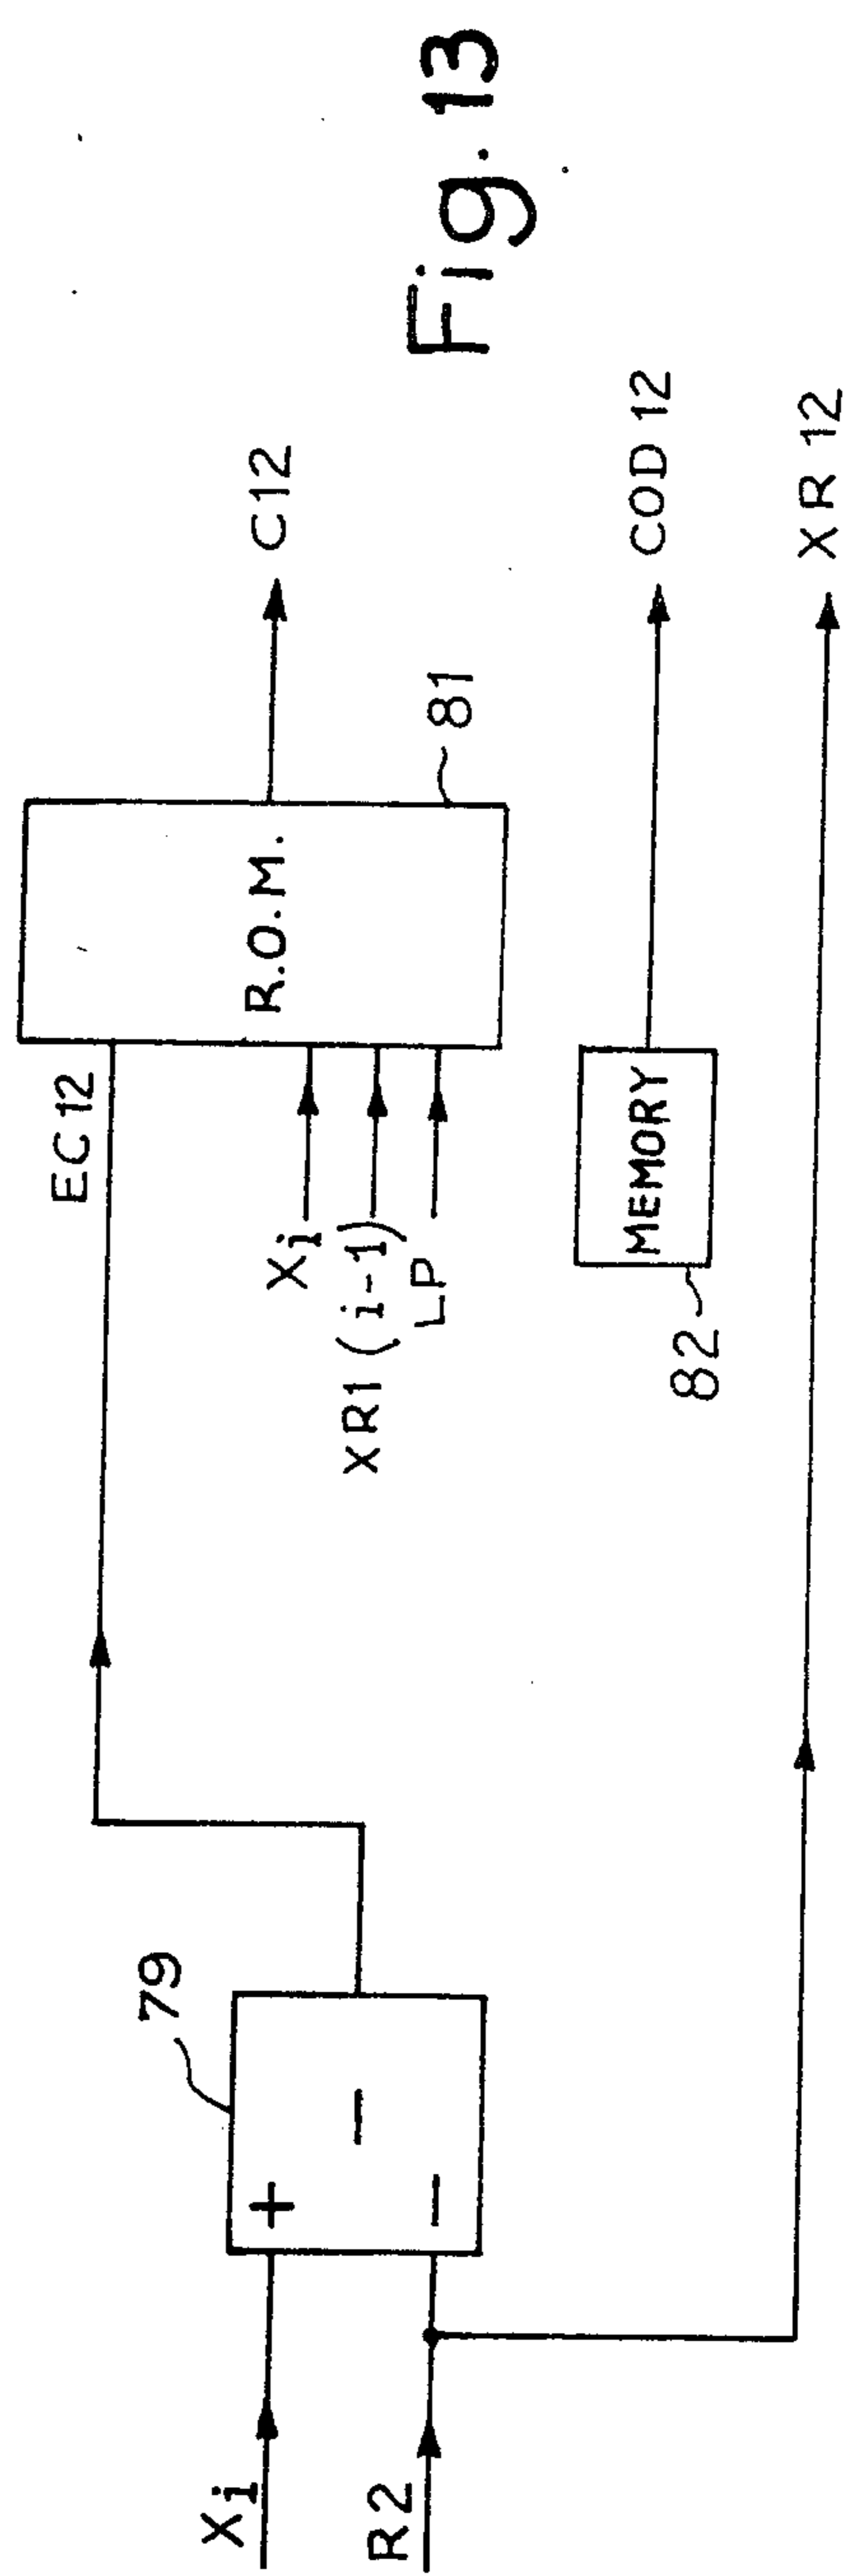 Xi
R2
79
+
−
−
EC12
Xi
XR1 (i-1)
LP
R.O.M.
81
C12
82
MEMORY
COD 12
XR 12
Fig. 13